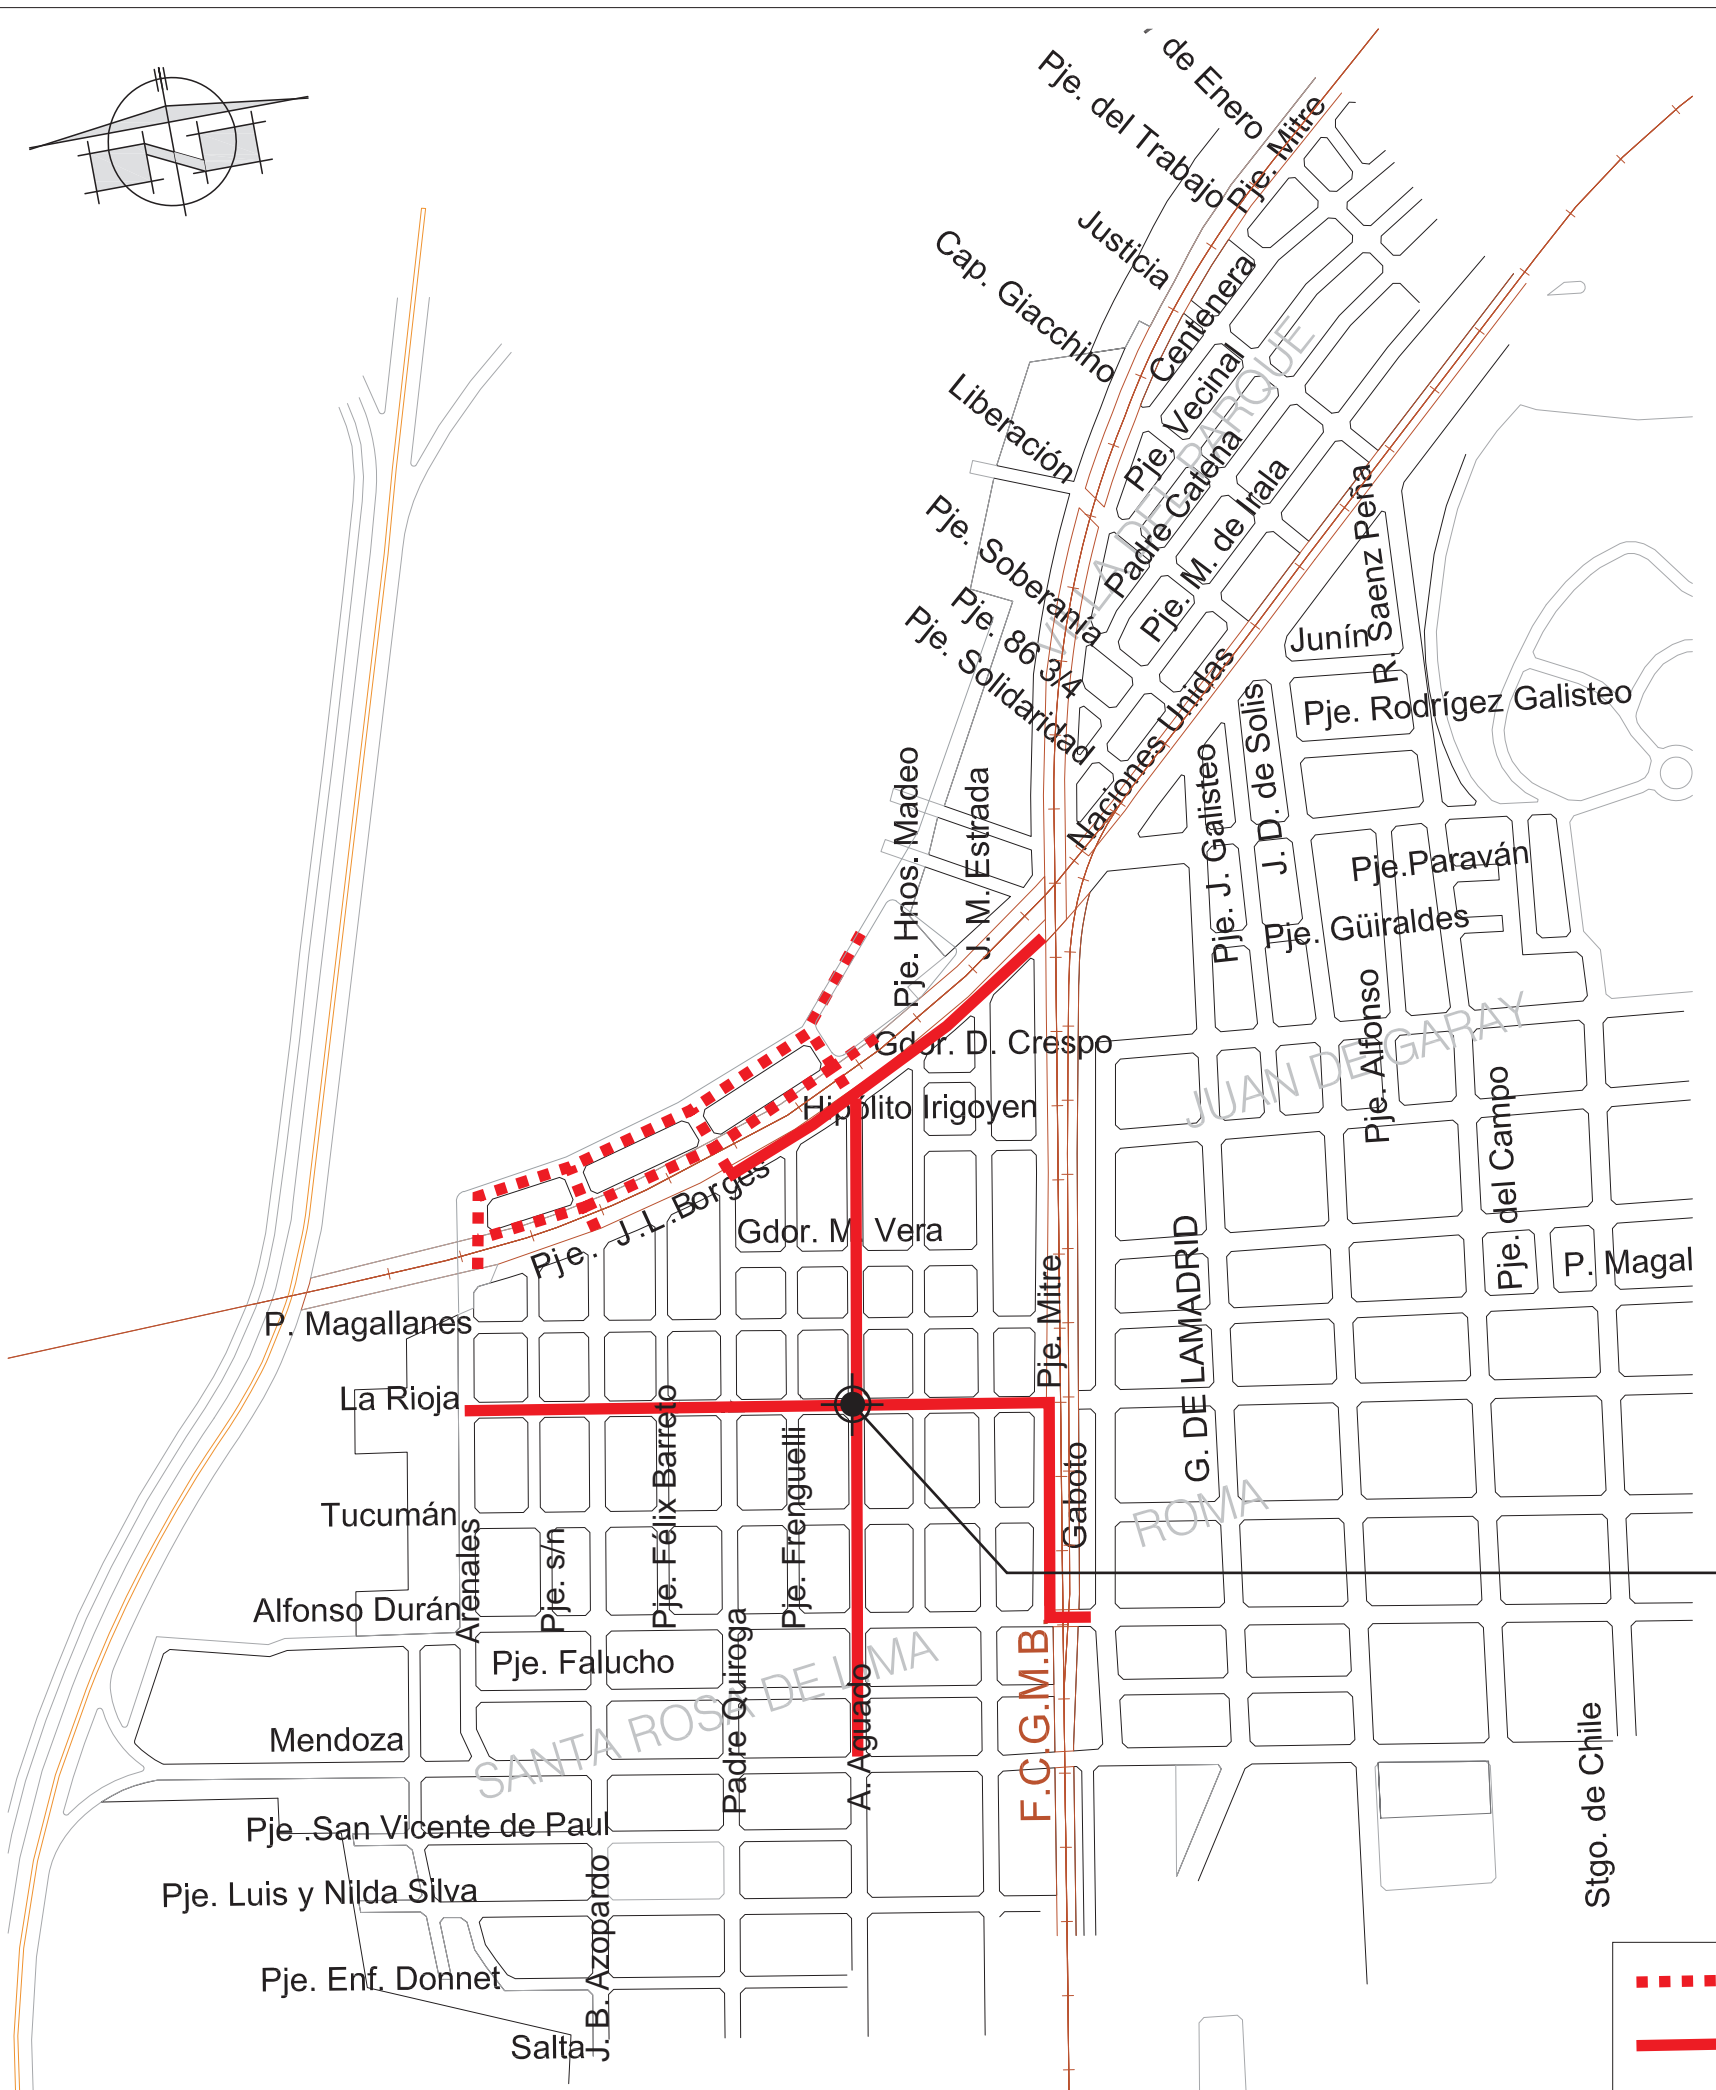 de Enero
Pje. del Trabajo
Pje. Mitre
Justicia
Cap. Giacchino
Centenera
Liberación
Pje. Vecinal
VILLA DEL PARQUE
Padre Catena
Pje. M. de Irala
R. Saenz Peña
Pje. Soberanía
Pje. 86 3/4
Pje. Solidaridad
Junín
Pje. Rodrígez Galisteo
Naciones Unidas
J. D. de Solis
Pje. J. Galisteo
Pje. Hnos. Madeo
J. M. Estrada
Pje.Paraván
Pje. Güiraldes
Pje. Alfonso
JUAN DE GARAY
Gdor. D. Crespo
Hipólito Irigoyen
Pje. del Campo
Pje. J.L.Borges
Gdor. M. Vera
P. Magal
Pje. Mitre
G. DE LAMADRID
P. Magallanes
La Rioja
Pje. Felix Barreto
Pje. Frenguelli
Gaboto
ROMA
Tucumán
Arenales
Pje. s/n
Alfonso Durán
Pje. Falucho
Padre Quiroga
SANTA ROSA DE LIMA
A. Aguado
F.C.G.M.B
Mendoza
Stgo. de Chile
Pje .San Vicente de Paul
Pje. Luis y Nilda Silva
J. B. Azopardo
Pje. Enf. Donnet
Salta